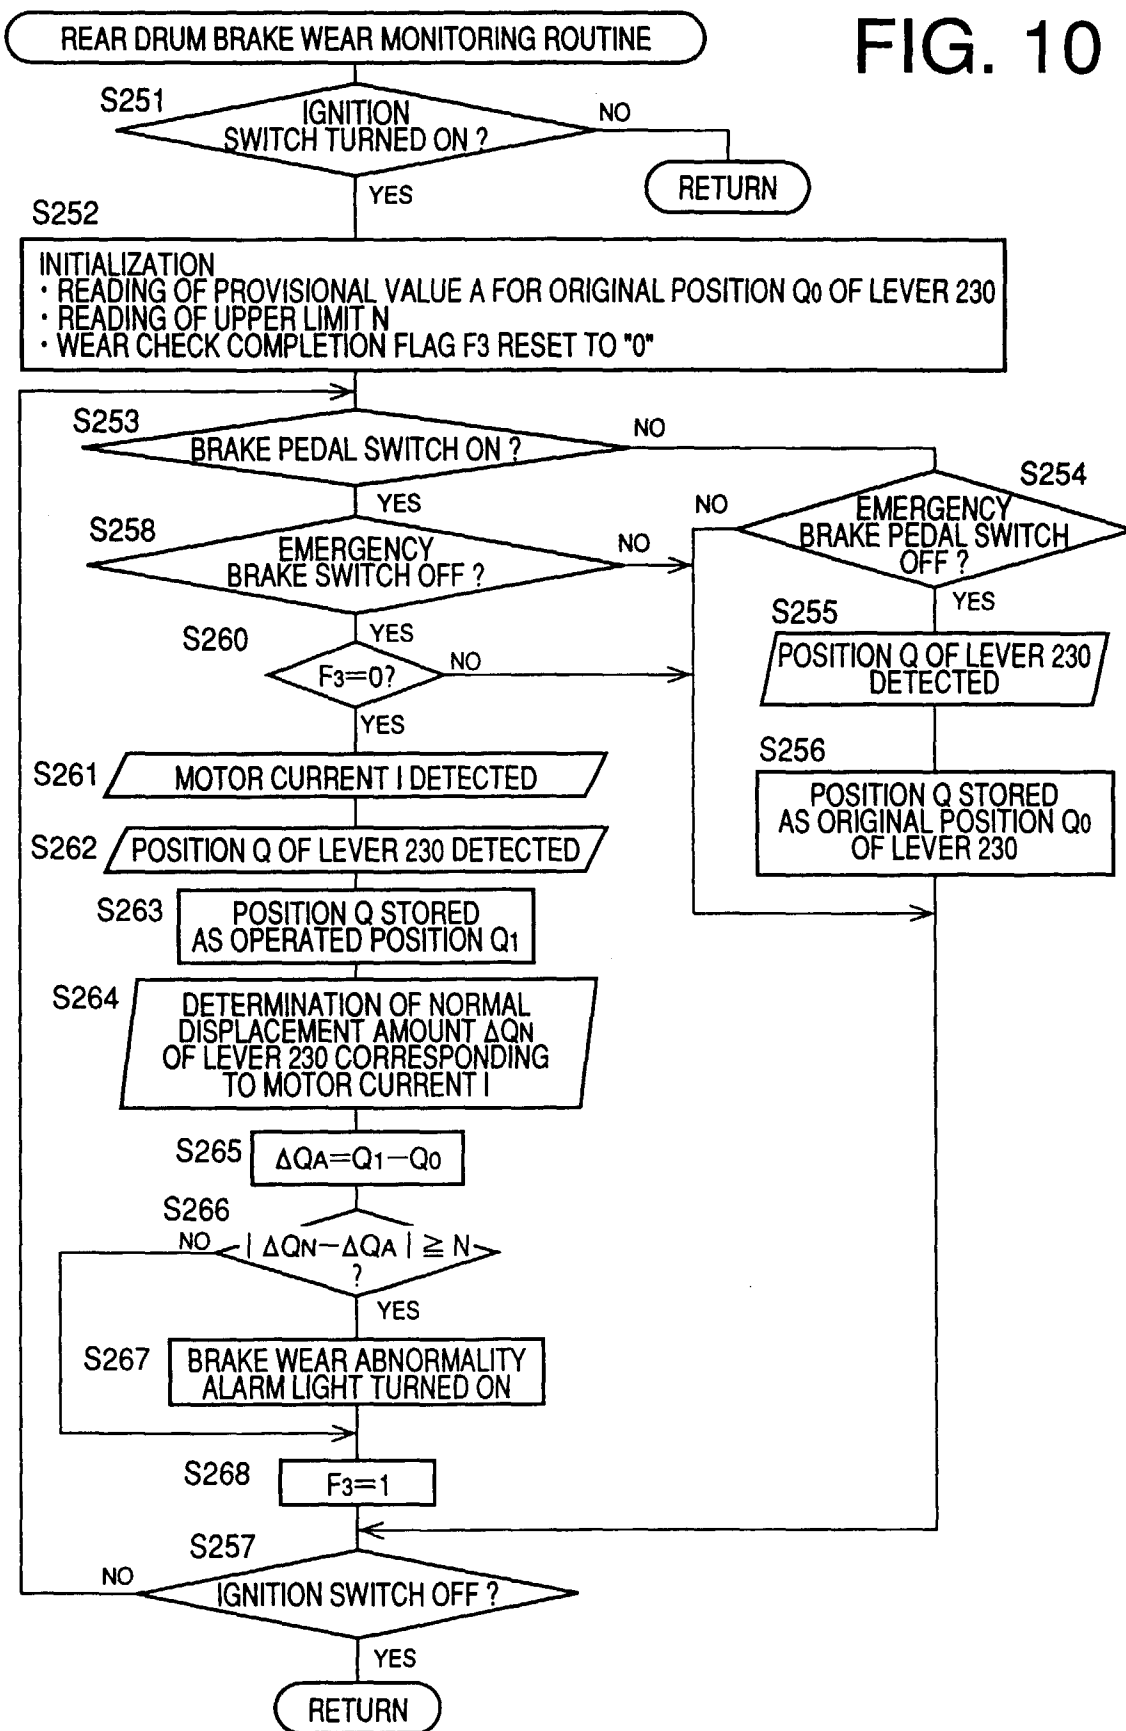 REAR DRUM BRAKE WEAR MONITORING ROUTINE
FIG. 10
S251
IGNITION
SWITCH TURNED ON ?
NO
RETURN
YES
S252
INITIALIZATION
· READING OF PROVISIONAL VALUE A FOR ORIGINAL POSITION Q0 OF LEVER 230
· READING OF UPPER LIMIT N
· WEAR CHECK COMPLETION FLAG F3 RESET TO "0"
S253
BRAKE PEDAL SWITCH ON ?
NO
YES
S254
EMERGENCY
BRAKE PEDAL SWITCH
OFF ?
NO
YES
S255
POSITION Q OF LEVER 230
DETECTED
S256
POSITION Q STORED
AS ORIGINAL POSITION Q0
OF LEVER 230
S258
EMERGENCY
BRAKE SWITCH OFF ?
NO
YES
S260
F3=0?
NO
YES
S261
MOTOR CURRENT I DETECTED
S262
POSITION Q OF LEVER 230 DETECTED
S263
POSITION Q STORED
AS OPERATED POSITION Q1
S264
DETERMINATION OF NORMAL
DISPLACEMENT AMOUNT ΔQN
OF LEVER 230 CORRESPONDING
TO MOTOR CURRENT I
S265
ΔQA=Q1−Q0
S266
NO
| ΔQN−ΔQA | ≧ N
?
YES
S267
BRAKE WEAR ABNORMALITY
ALARM LIGHT TURNED ON
S268
F3=1
S257
NO
IGNITION SWITCH OFF ?
YES
RETURN